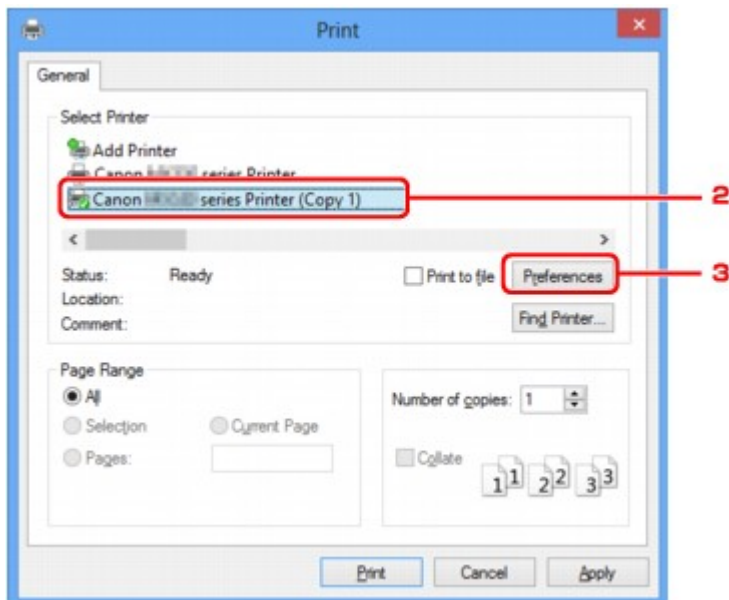 Print
General
Select Printer
Add Printer
Canon series Printer
Canon series Printer (Copy 1)
2
Status: Ready
Print to file
Preferences
3
Location:
Comment:
Find Printer...
Page Range
All
Selection
Current Page
Pages:
Number of copies: 1
Collate
1 1 2 2 3 3
Print
Cancel
Apply